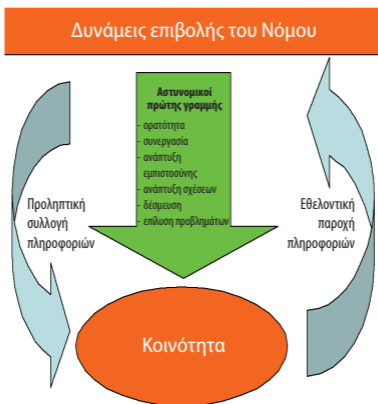 Δυνάμεις επιβολής του Νόμου
Αστυνομικοί
πρώτης γραμμής
- ορατότητα
- συνεργασία
- ανάπτυξη
εμπιστοσύνης
- ανάπτυξη σχέσεων
- δέσμευση
- επίλυση προβλημάτων
Προληπτική
συλλογή
πληροφοριών
Εθελοντική
παροχή
πληροφοριών
Κοινότητα